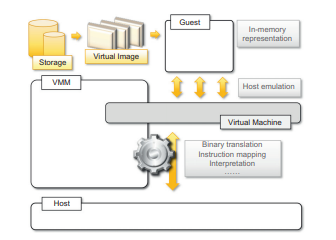 Guest
In-memory
representation
Storage
Virtual Image
VMM
Host emulation
Virtual Machine
Binary translation
Instruction mapping
Interpretation
......
Host